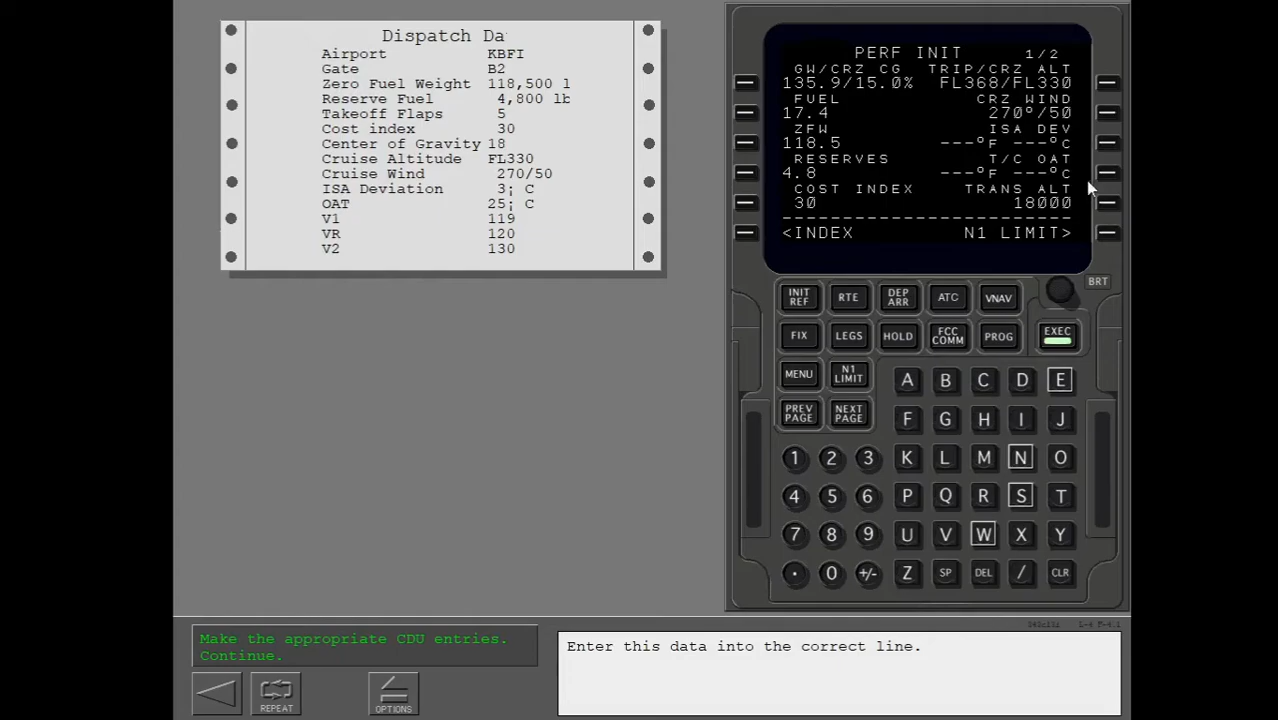 Dispatch Da
Airport KBFI
Gate B2
Zero Fuel Weight 118,500 l
Reserve Fuel 4,800 lb
Takeoff Flaps 5
Cost index 30
Center of Gravity 18
Cruise Altitude FL330
Cruise Wind 270/50
ISA Deviation 3¡ C
OAT 25¡ C
V1 119
VR 120
V2 130
PERF INIT 1/2
GW/CRZ CG TRIP/CRZ ALT
135.9/15.0% FL368/FL330
FUEL CRZ WIND
17.4 270°/50
ZFW ISA DEV
118.5 ---°F ---°C
RESERVES T/C OAT
4.8 ---°F ---°C
COST INDEX TRANS ALT
30 18000
------------------------
<INDEX N1 LIMIT>
BRT
INIT REF RTE DEP ARR ATC VNAV
FIX LEGS HOLD FCC COMM PROG EXEC
MENU N1 LIMIT
PREV PAGE NEXT PAGE
A B C D E
F G H I J
1 2 3 K L M N O
4 5 6 P Q R S T
7 8 9 U V W X Y
. 0 +/- Z SP DEL / CLR
Make the appropriate CDU entries.
Continue.
Enter this data into the correct line.
REPEAT
OPTIONS